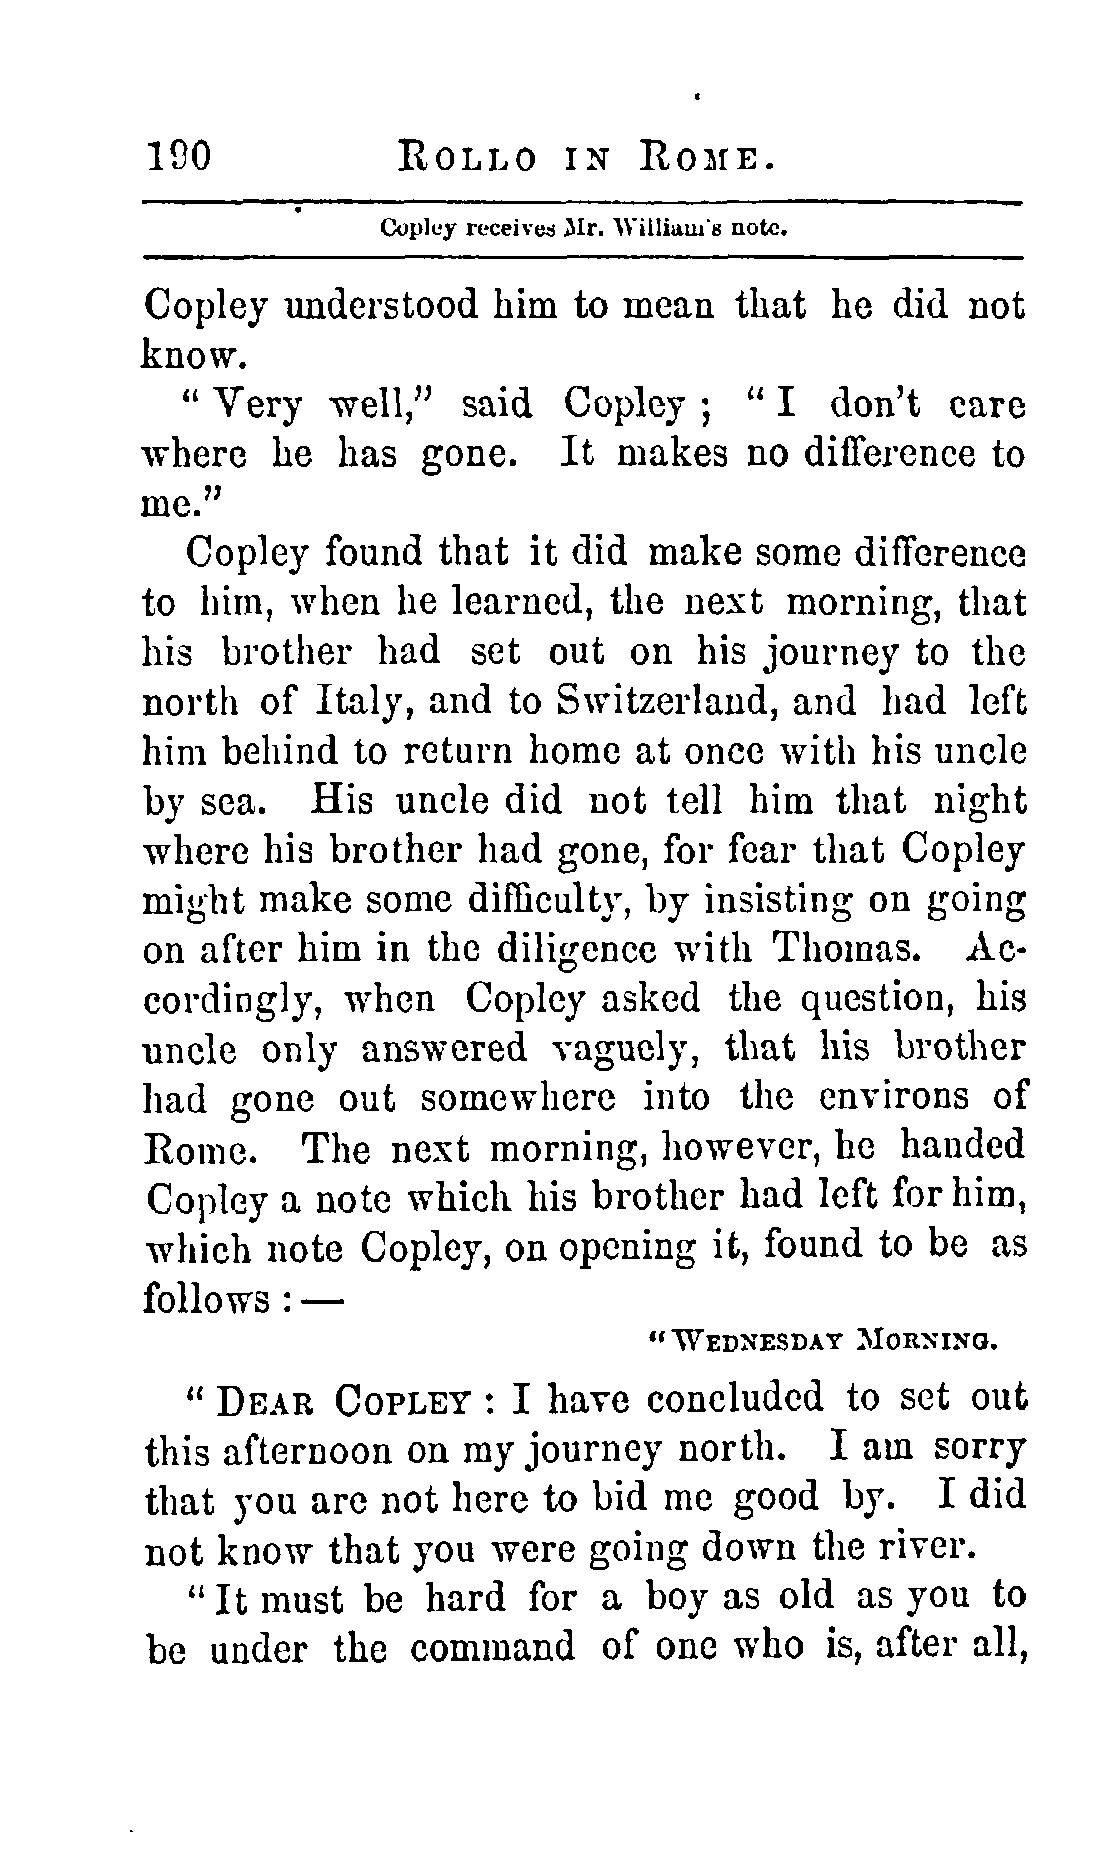 190 ROLLO IN ROME.
Copley receives Mr. William's note.
Copley understood him to mean that he did not
know.
" Very well," said Copley ; " I don't care
where he has gone. It makes no difference to
me."
Copley found that it did make some difference
to him, when he learned, the next morning, that
his brother had set out on his journey to the
north of Italy, and to Switzerland, and had left
him behind to return home at once with his uncle
by sea. His uncle did not tell him that night
where his brother had gone, for fear that Copley
might make some difficulty, by insisting on going
on after him in the diligence with Thomas. Ac-
cordingly, when Copley asked the question, his
uncle only answered vaguely, that his brother
had gone out somewhere into the environs of
Rome. The next morning, however, he handed
Copley a note which his brother had left for him,
which note Copley, on opening it, found to be as
follows : —
" WEDNESDAY MORNING.
" DEAR COPLEY : I have concluded to set out
this afternoon on my journey north. I am sorry
that you are not here to bid me good by. I did
not know that you were going down the river.
" It must be hard for a boy as old as you to
be under the command of one who is, after all,